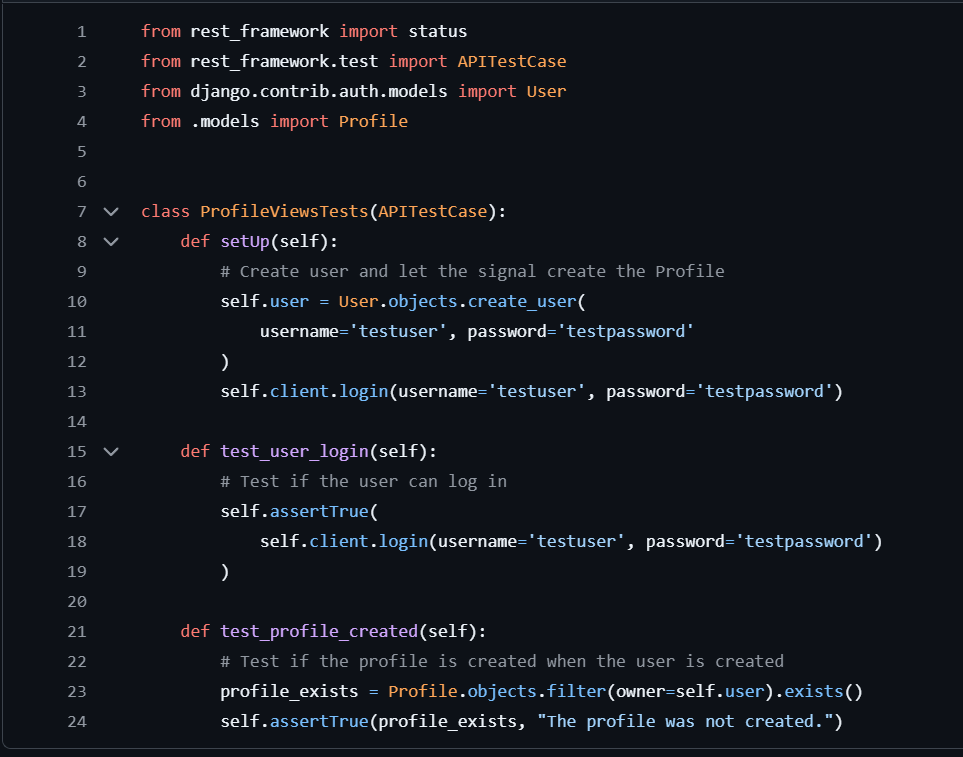 1 from rest_framework import status
2 from rest_framework.test import APITestCase
3 from django.contrib.auth.models import User
4 from .models import Profile
5
6
7 class ProfileViewsTests(APITestCase):
8     def setUp(self):
9         # Create user and let the signal create the Profile
10         self.user = User.objects.create_user(
11             username='testuser', password='testpassword'
12         )
13         self.client.login(username='testuser', password='testpassword')
14
15     def test_user_login(self):
16         # Test if the user can log in
17         self.assertTrue(
18             self.client.login(username='testuser', password='testpassword')
19         )
20
21     def test_profile_created(self):
22         # Test if the profile is created when the user is created
23         profile_exists = Profile.objects.filter(owner=self.user).exists()
24         self.assertTrue(profile_exists, "The profile was not created.")